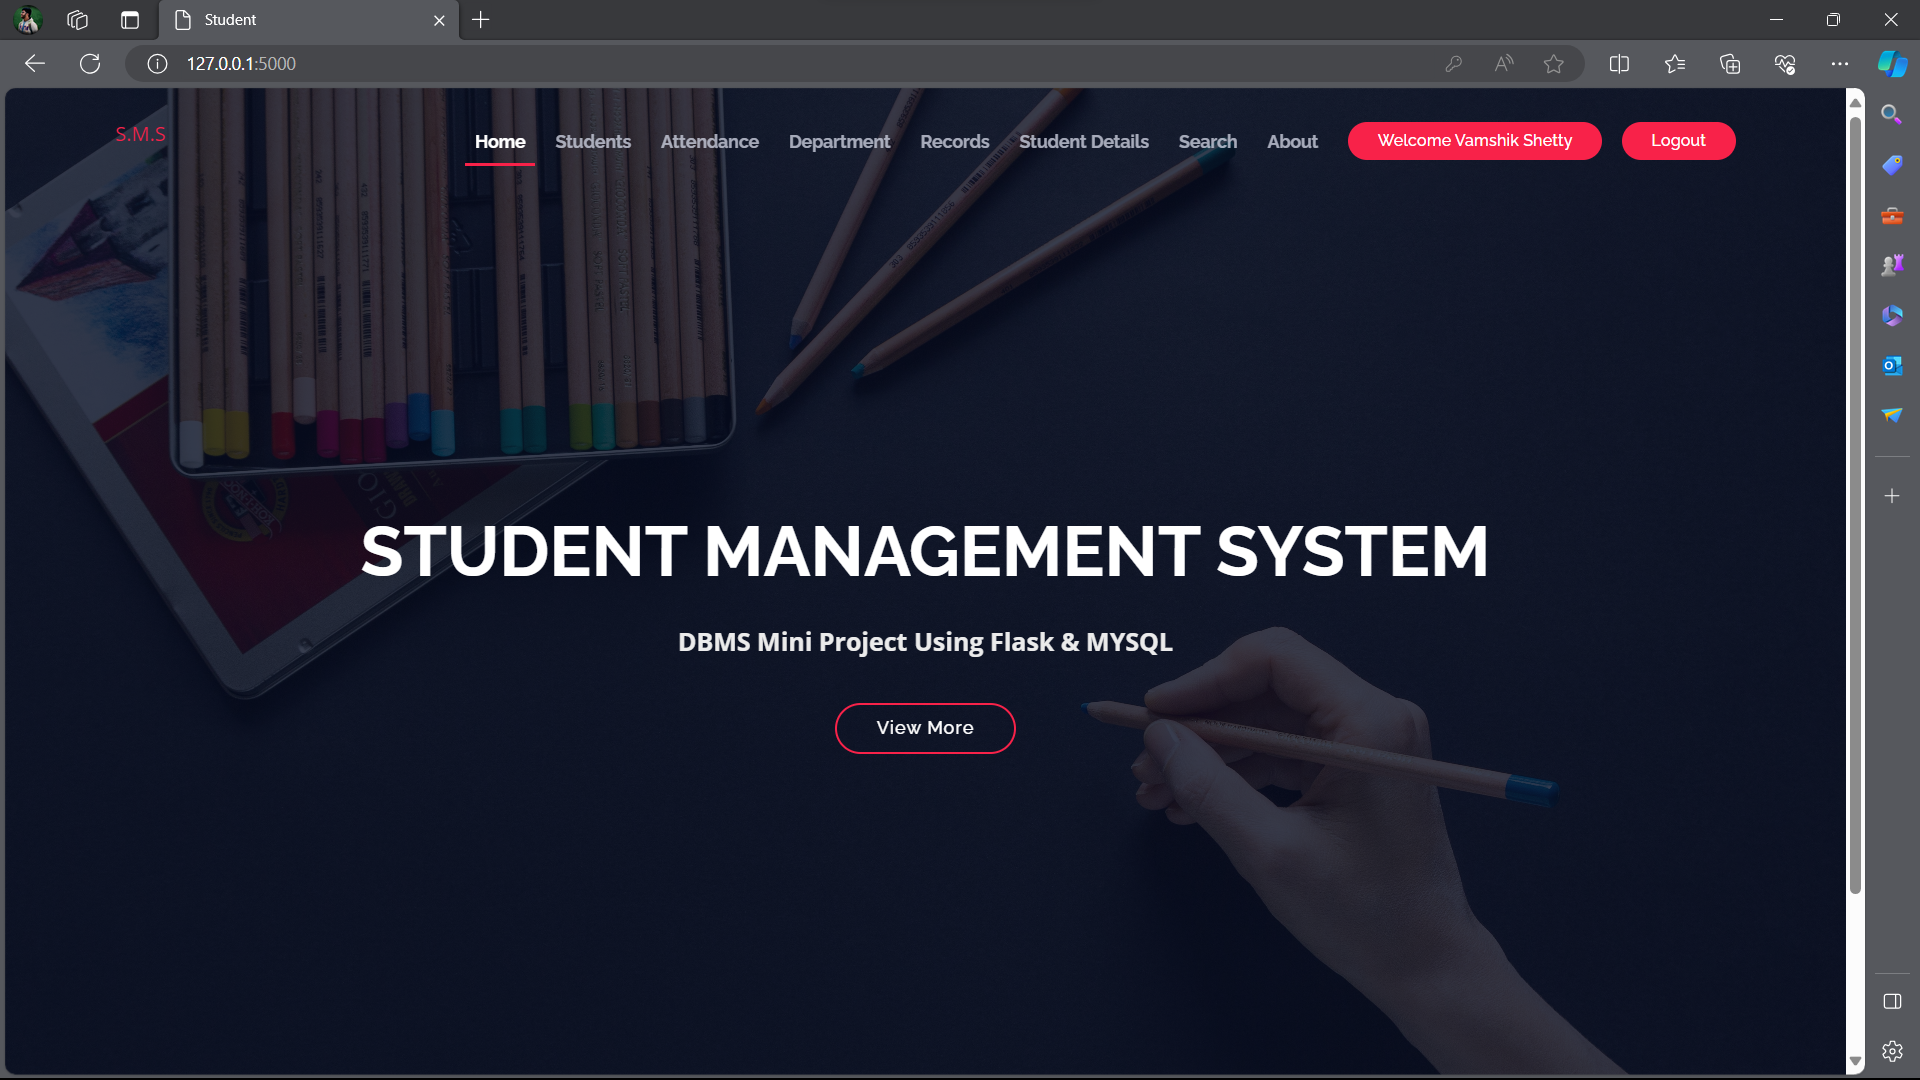 Student
127.0.0.1:5000
S.M.S
Home Students Attendance Department Records Student Details Search About Welcome Vamshik Shetty Logout
STUDENT MANAGEMENT SYSTEM
DBMS Mini Project Using Flask & MYSQL
View More